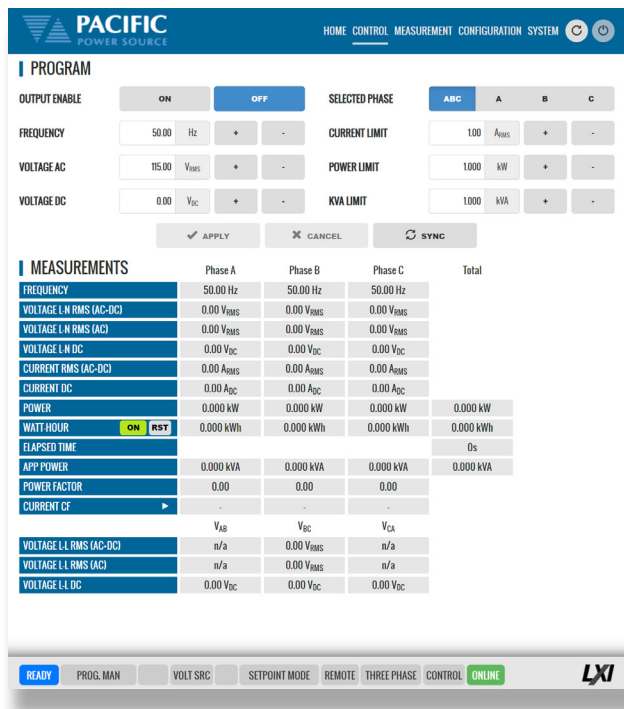 PACIFIC
POWER SOURCE
HOME CONTROL MEASUREMENT CONFIGURATION SYSTEM
PROGRAM
OUTPUT ENABLE ON OFF SELECTED PHASE ABC A B C
FREQUENCY 50.00 Hz + - CURRENT LIMIT 1.00 ARMS + -
VOLTAGE AC 115.00 VRMS + - POWER LIMIT 1.000 kW + -
VOLTAGE DC 0.00 VDC + - KVA LIMIT 1.000 kVA + -
APPLY CANCEL SYNC
MEASUREMENTS Phase A Phase B Phase C Total
FREQUENCY 50.00 Hz 50.00 Hz 50.00 Hz
VOLTAGE L-N RMS (AC+DC) 0.00 VRMS 0.00 VRMS 0.00 VRMS
VOLTAGE L-N RMS (AC) 0.00 VRMS 0.00 VRMS 0.00 VRMS
VOLTAGE L-N DC 0.00 VDC 0.00 VDC 0.00 VDC
CURRENT RMS (AC+DC) 0.00 ARMS 0.00 ARMS 0.00 ARMS
CURRENT DC 0.00 ADC 0.00 ADC 0.00 ADC
POWER 0.000 kW 0.000 kW 0.000 kW 0.000 kW
WATT-HOUR ON RST 0.000 kWh 0.000 kWh 0.000 kWh 0.000 kWh
ELAPSED TIME 0s
APP POWER 0.000 kVA 0.000 kVA 0.000 kVA 0.000 kVA
POWER FACTOR 0.00 0.00 0.00
CURRENT CF - - -
VAB VBC VCA
VOLTAGE L-L RMS (AC+DC) n/a 0.00 VRMS n/a
VOLTAGE L-L RMS (AC) n/a 0.00 VRMS n/a
VOLTAGE L-L DC 0.00 VDC 0.00 VDC 0.00 VDC
READY PROG. MAN VOLT SRC SETPOINT MODE REMOTE THREE PHASE CONTROL ONLINE LXI